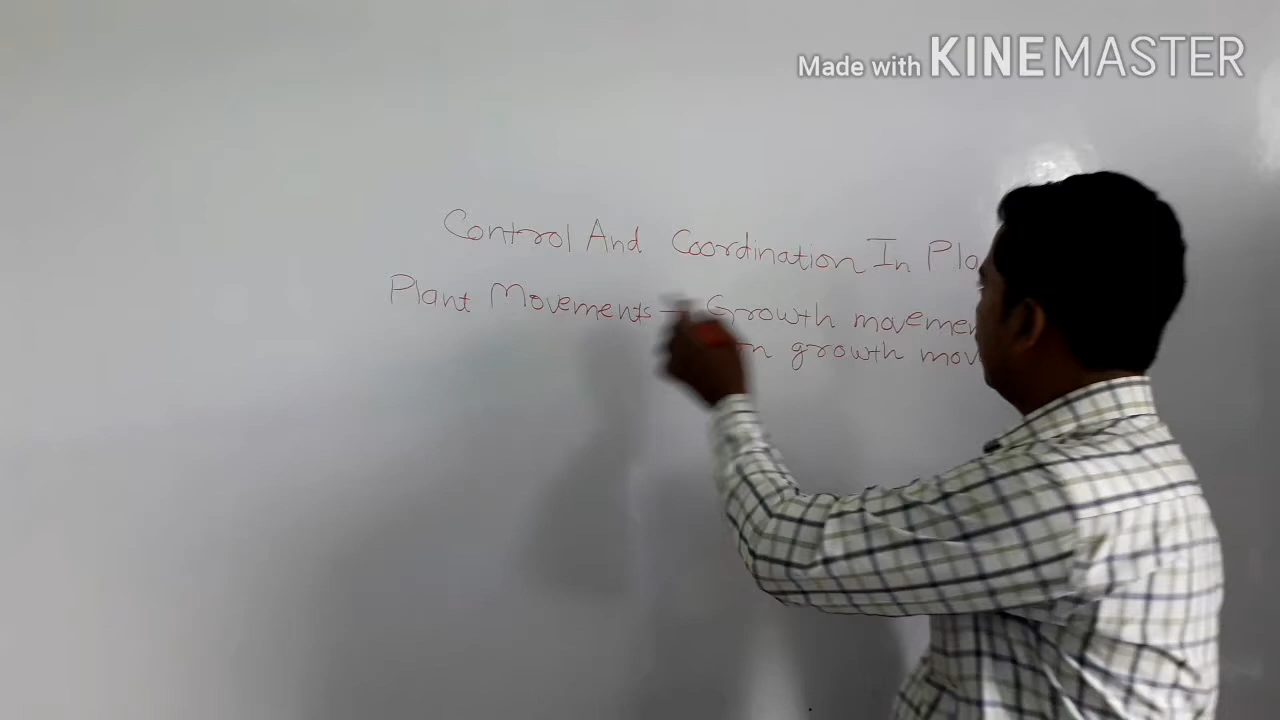 Made with KINEMASTER
Control And Coordination In Pla
Plant Movements → Growth movemen
growth mov